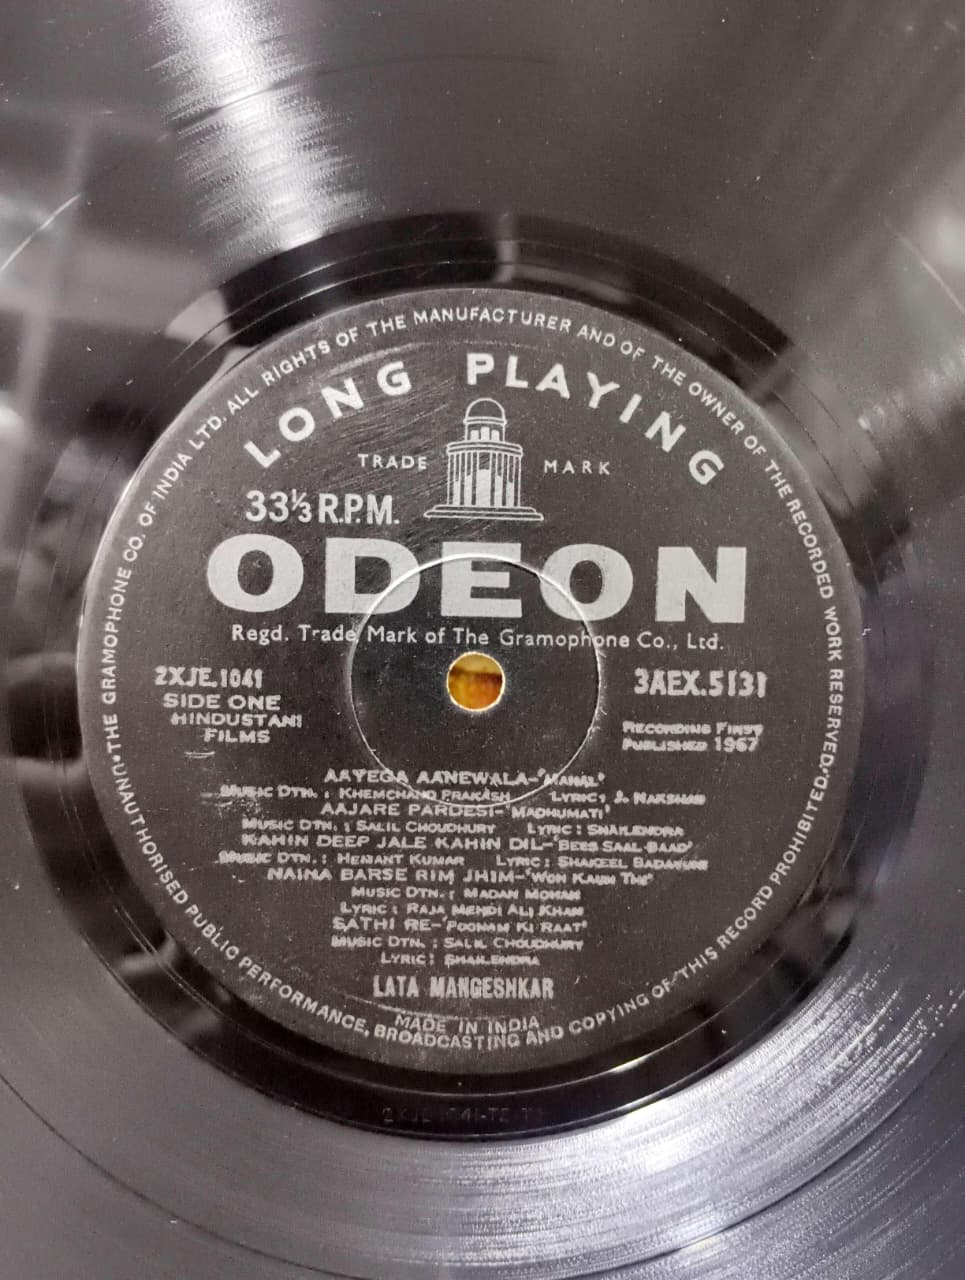 THE GRAMOPHONE CO. OF INDIA LTD. ALL RIGHTS OF THE MANUFACTURER AND OF THE OWNER OF THE RECORDED WORK RESERVED.
UNAUTHORISED PUBLIC PERFORMANCE, BROADCASTING AND COPYING OF THIS RECORD PROHIBITED.
LONG PLAYING
TRADE MARK
33⅓ R.P.M.
ODEON
Regd. Trade Mark of The Gramophone Co., Ltd.
2XJE.1041 3AEX.5131
SIDE ONE
HINDUSTANI
FILMS
RECORDING FIRST
PUBLISHED 1967
AAYEGA AANEWALA-'MAHAL'
MUSIC DTN. : KHEMCHAND PRAKASH LYRIC: J. NAKSHAB
AAJARE PARDESI-'MADHUMATI'
MUSIC DTN. : SALIL CHOUDHURY LYRIC: SHAILENDRA
KAHIN DEEP JALE KAHIN DIL-'BEES SAAL BAAD'
MUSIC DTN. : HEMANT KUMAR LYRIC: SHAKEEL BADAYUNI
NAINA BARSE RIM JHIM-'WOH KAUN THI'
MUSIC DTN. : MADAN MOHAN
LYRIC : RAJA MEHDI ALI KHAN
SATHI RE-'POONAM KI RAAT'
MUSIC DTN. : SALIL CHOUDHURY
LYRIC: SHAILENDRA
LATA MANGESHKAR
MADE IN INDIA